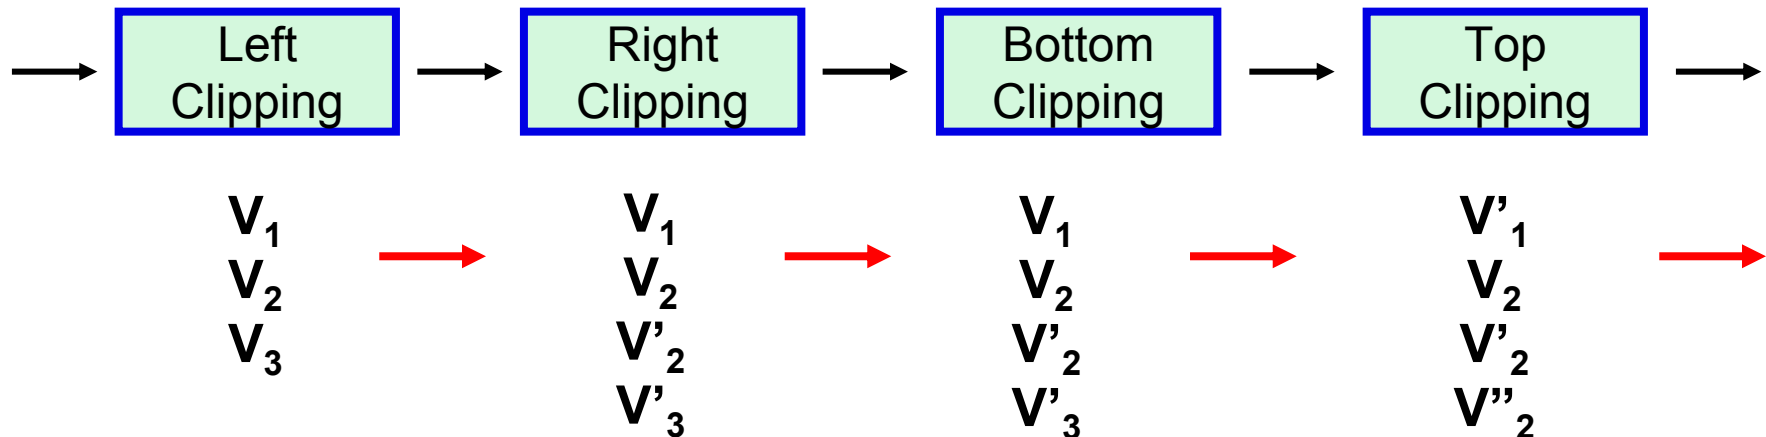 Left
Clipping
Right
Clipping
Bottom
Clipping
Top
Clipping
V1
V2
V3
V1
V2
V’2
V’3
V1
V2
V’2
V’3
V’1
V2
V’2
V”2